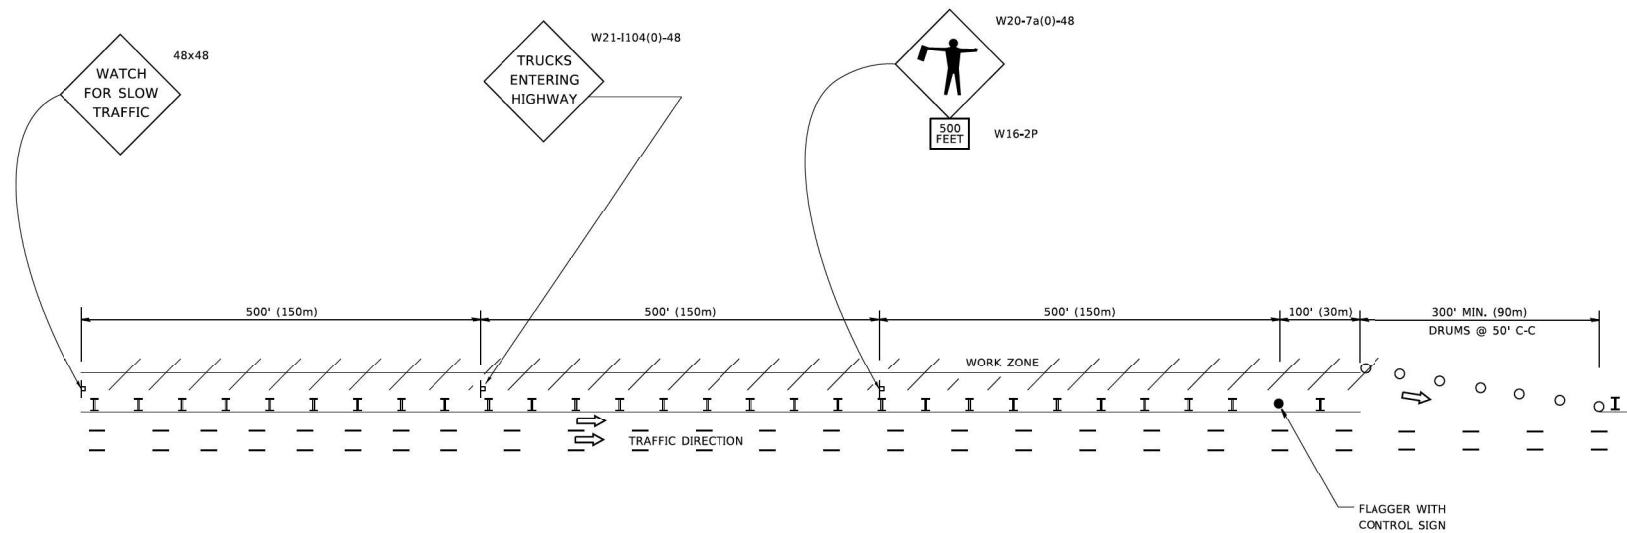 WATCH
FOR SLOW
TRAFFIC
48x48
TRUCKS
ENTERING
HIGHWAY
W21-I104(0)-48
W20-7a(0)-48
500
FEET
W16-2P
500' (150m)
500' (150m)
500' (150m)
100' (30m)
300' MIN. (90m)
DRUMS @ 50' C-C
WORK ZONE
TRAFFIC DIRECTION
FLAGGER WITH
CONTROL SIGN